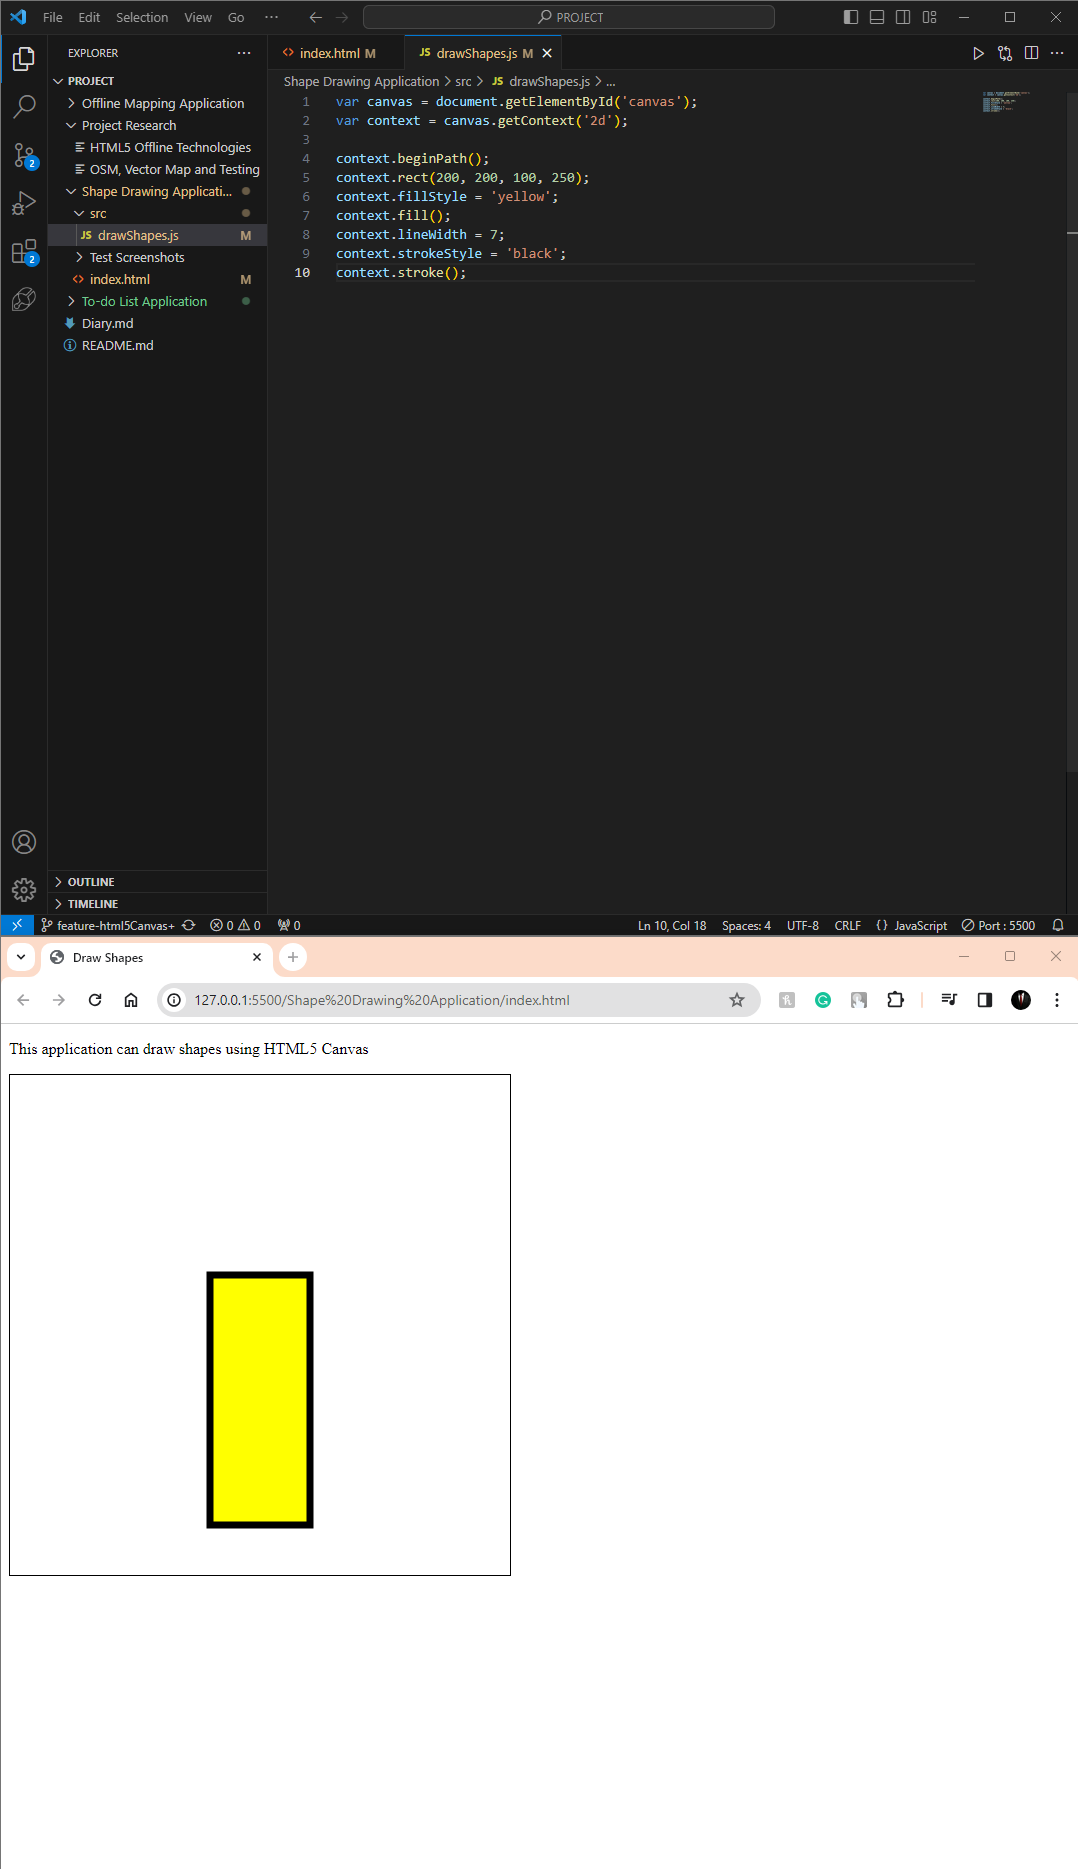 File Edit Selection View Go ··· PROJECT
EXPLORER ···
PROJECT
Offline Mapping Application
Project Research
HTML5 Offline Technologies
OSM, Vector Map and Testing
Shape Drawing Applicati...
src
JS drawShapes.js M
Test Screenshots
index.html M
To-do List Application
Diary.md
README.md
2
2
OUTLINE
TIMELINE
index.html M JS drawShapes.js M
Shape Drawing Application > src > JS drawShapes.js > ...
1 var canvas = document.getElementById('canvas');
2 var context = canvas.getContext('2d');
3
4 context.beginPath();
5 context.rect(200, 200, 100, 250);
6 context.fillStyle = 'yellow';
7 context.fill();
8 context.lineWidth = 7;
9 context.strokeStyle = 'black';
10 context.stroke();
feature-html5Canvas+ 0 0 0 Ln 10, Col 18 Spaces: 4 UTF-8 CRLF {} JavaScript Port : 5500
Draw Shapes
127.0.0.1:5500/Shape%20Drawing%20Application/index.html
This application can draw shapes using HTML5 Canvas